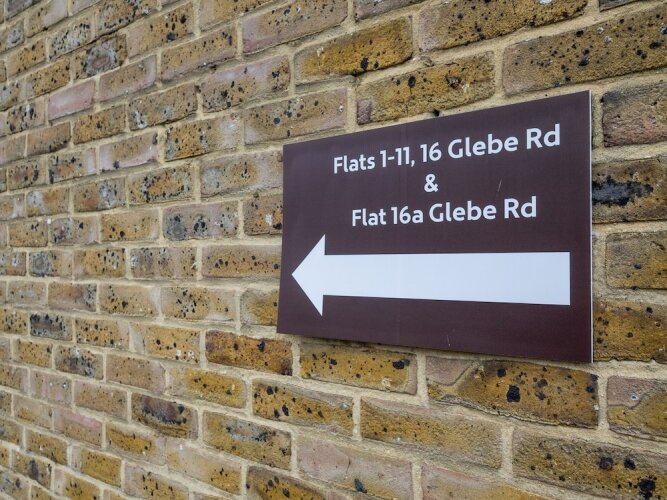 Flats 1-11, 16 Glebe Rd
&
Flat 16a Glebe Rd